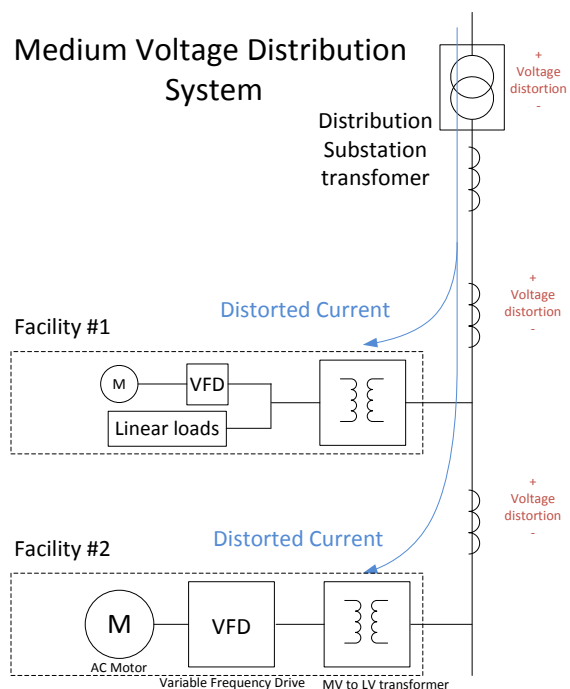 Medium Voltage Distribution
System
+
Voltage
distortion
-
Distribution
Substation
transfomer
+
Voltage
distortion
-
Distorted Current
Facility #1
M
VFD
Linear loads
+
Voltage
distortion
-
Distorted Current
Facility #2
M
VFD
AC Motor
Variable Frequency Drive
MV to LV transformer